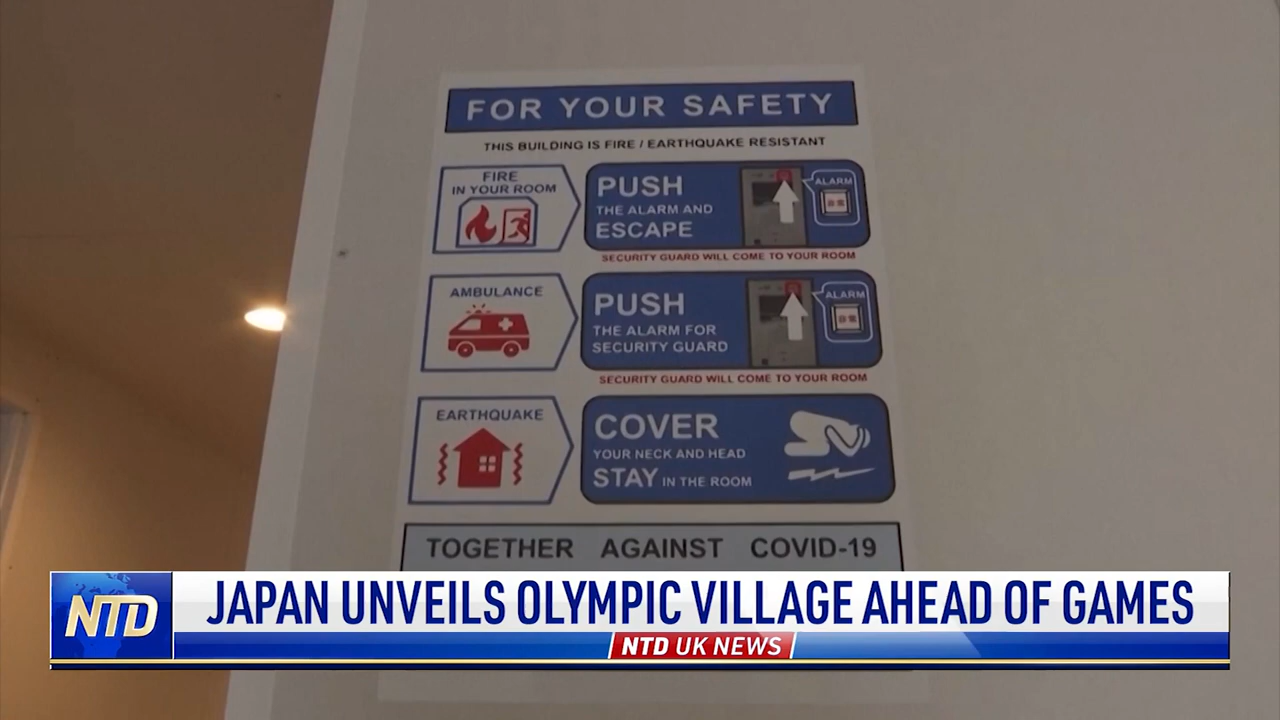 FOR YOUR SAFETY
THIS BUILDING IS FIRE / EARTHQUAKE RESISTANT
FIRE
IN YOUR ROOM
PUSH
THE ALARM AND
ESCAPE
ALARM
SECURITY GUARD WILL COME TO YOUR ROOM
AMBULANCE
PUSH
THE ALARM FOR
SECURITY GUARD
ALARM
SECURITY GUARD WILL COME TO YOUR ROOM
EARTHQUAKE
COVER
YOUR NECK AND HEAD
STAY IN THE ROOM
TOGETHER AGAINST COVID-19
NTD
JAPAN UNVEILS OLYMPIC VILLAGE AHEAD OF GAMES
NTD UK NEWS